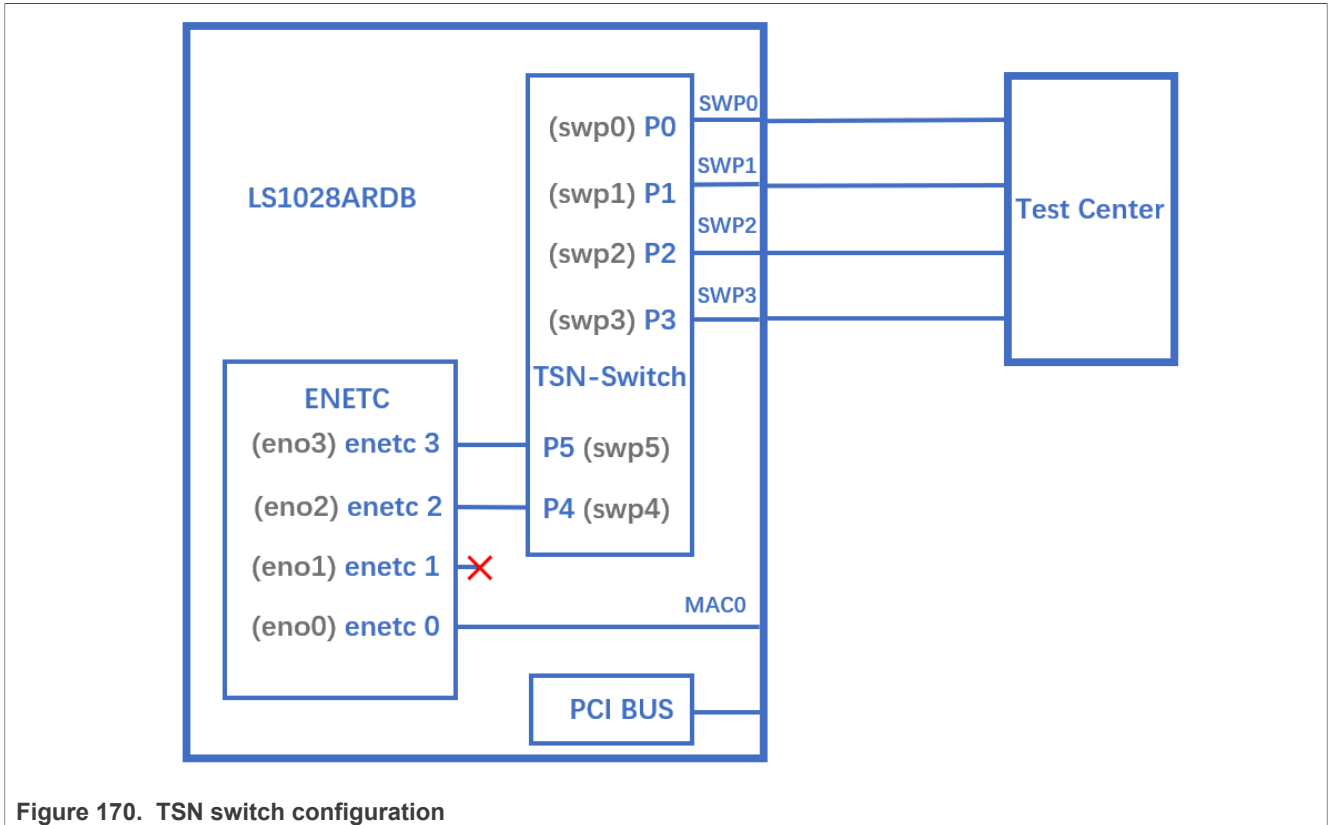 SWP0
(swp0) P0
SWP1
LS1028ARDB
(swp1) P1
Test Center
SWP2
(swp2) P2
SWP3
(swp3) P3
TSN-Switch
ENETC
(eno3) enetc 3
P5 (swp5)
(eno2) enetc 2
P4 (swp4)
(eno1) enetc 1
MAC0
(eno0) enetc 0
PCI BUS
Figure 170. TSN switch configuration